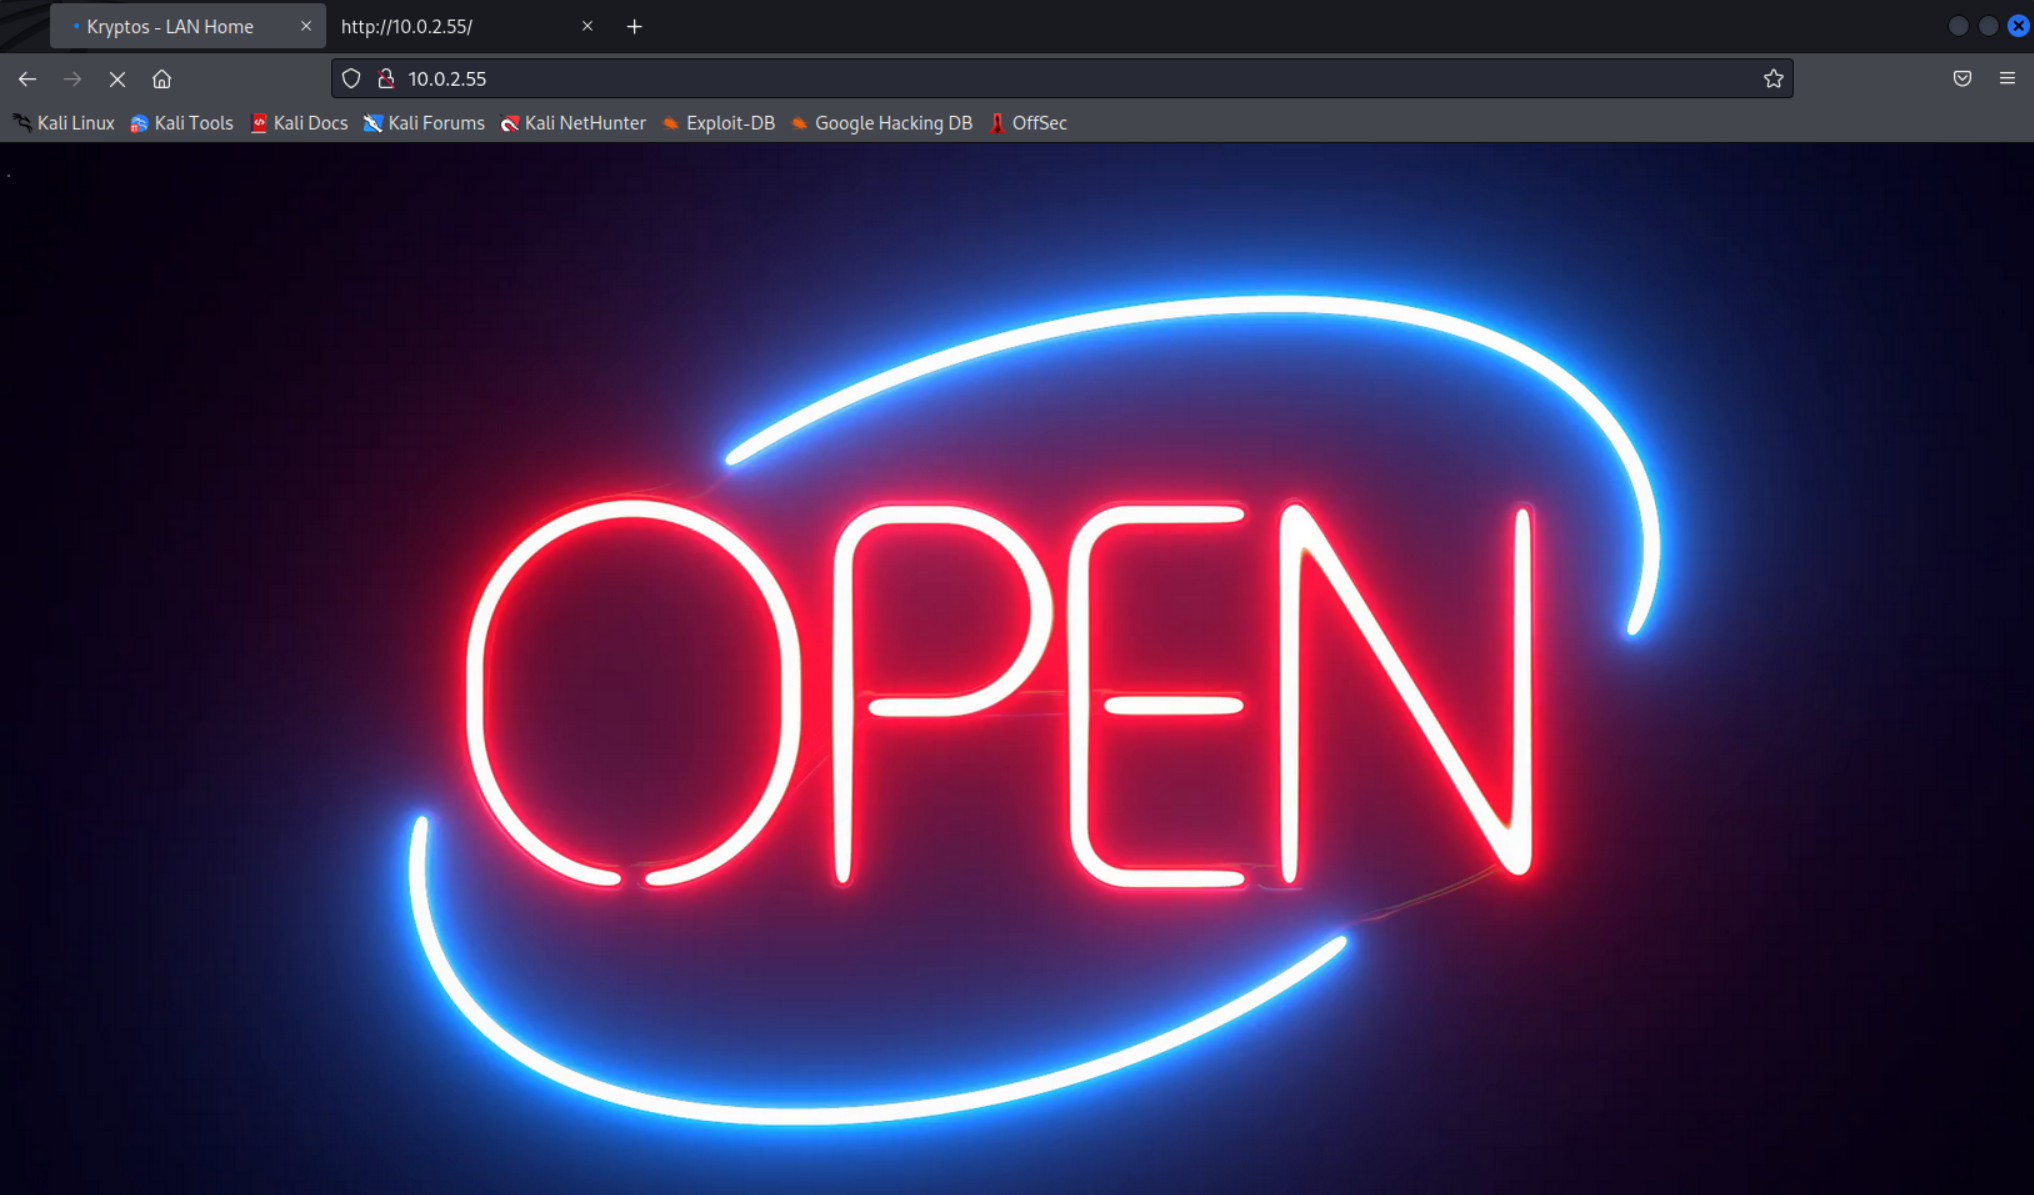 Kryptos - LAN Home
http://10.0.2.55/
10.0.2.55
Kali Linux Kali Tools Kali Docs Kali Forums Kali NetHunter Exploit-DB Google Hacking DB OffSec
.
OPEN